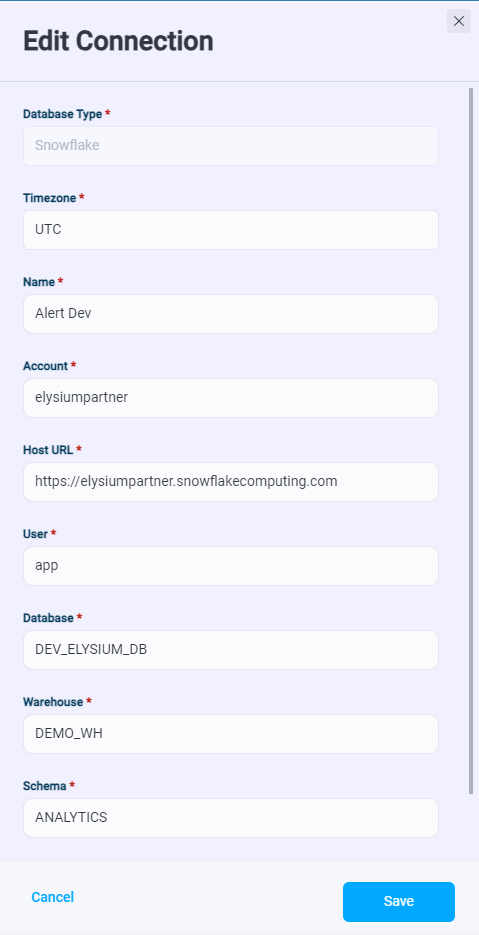 Edit Connection
Database Type *
Snowflake
Timezone *
UTC
Name *
Alert Dev
Account *
elysiumpartner
Host URL *
https://elysiumpartner.snowflakecomputing.com
User *
app
Database *
DEV_ELYSIUM_DB
Warehouse *
DEMO_WH
Schema *
ANALYTICS
Cancel
Save